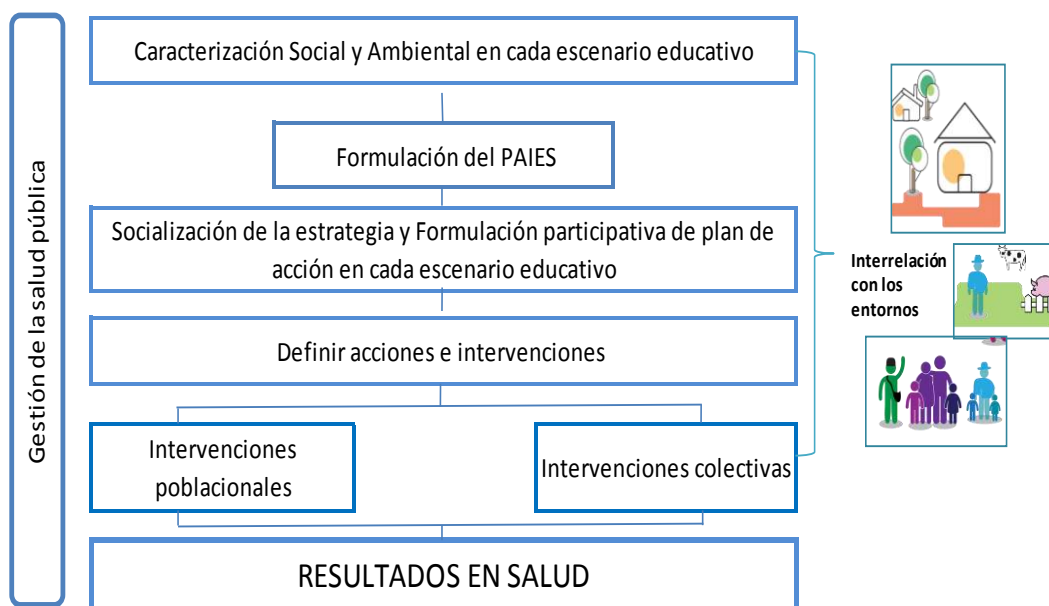 Gestión de la salud pública
Caracterización Social y Ambiental en cada escenario educativo
Formulación del PAIES
Socialización de la estrategia y Formulación participativa de plan de
acción en cada escenario educativo
Definir acciones e intervenciones
Intervenciones
poblacionales
Intervenciones colectivas
RESULTADOS EN SALUD
Interrelación
con los
entornos